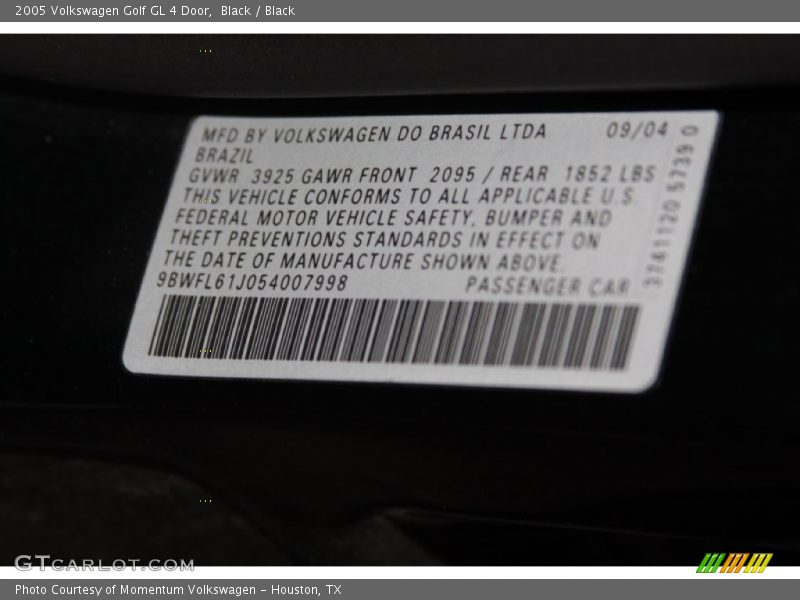 2005 Volkswagen Golf GL 4 Door,  Black / Black
MFD BY VOLKSWAGEN DO BRASIL LTDA 09/04
BRAZIL
GVWR 3925 GAWR FRONT 2095 / REAR 1852 LBS
THIS VEHICLE CONFORMS TO ALL APPLICABLE U.S.
FEDERAL MOTOR VEHICLE SAFETY, BUMPER AND
THEFT PREVENTIONS STANDARDS IN EFFECT ON
THE DATE OF MANUFACTURE SHOWN ABOVE.
9BWFL61J054007998 PASSENGER CAR
GTCARLOT.COM
Photo Courtesy of Momentum Volkswagen - Houston, TX